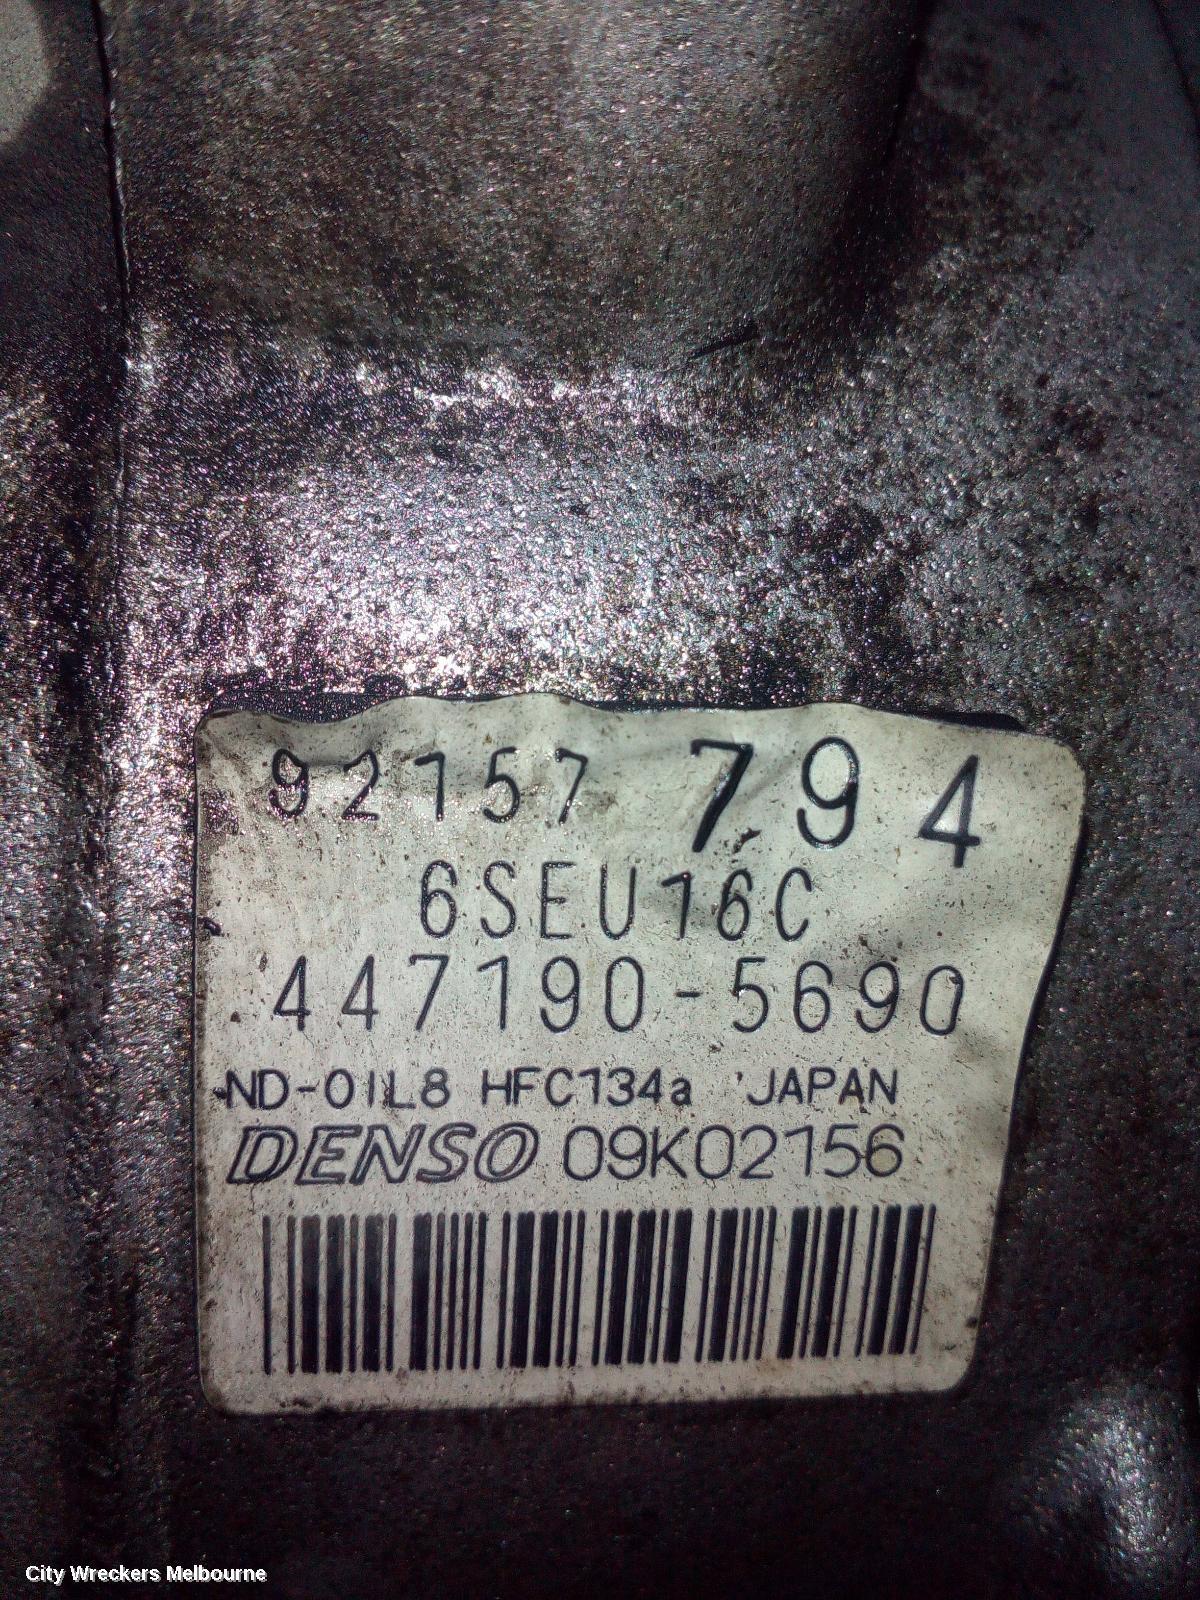 92157 794
6SEU16C
447190-5690
ND-OIL8 HFC134a JAPAN
DENSO 09K02156
City Wreckers Melbourne